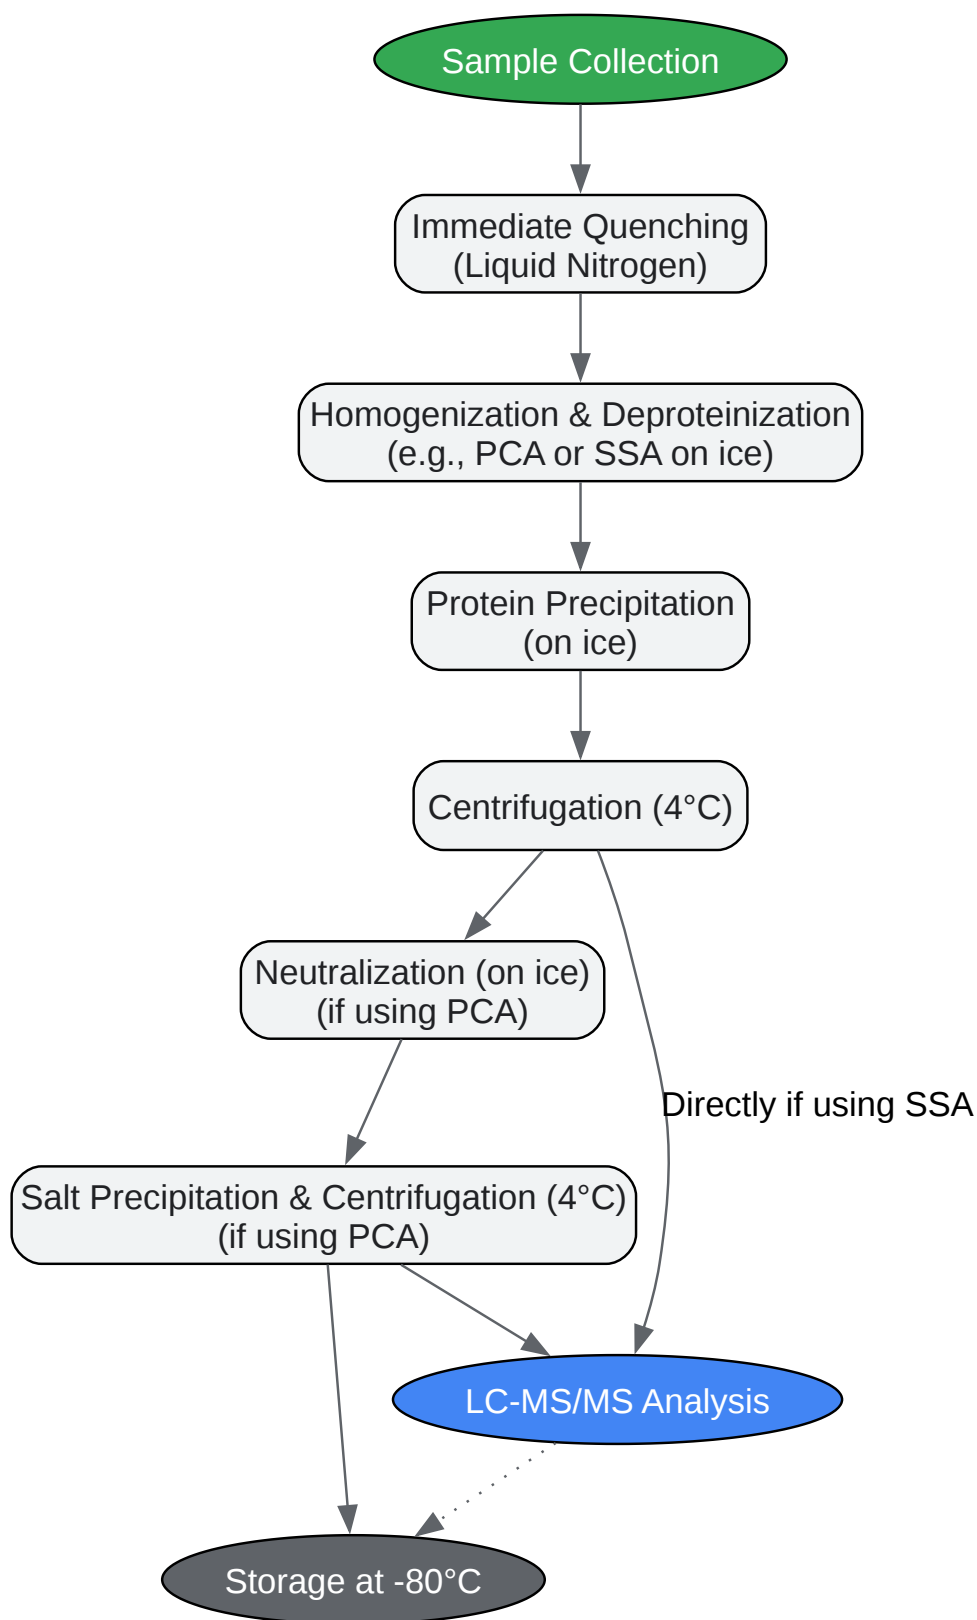 Sample Collection
Immediate Quenching
(Liquid Nitrogen)
Homogenization & Deproteinization
(e.g., PCA or SSA on ice)
Protein Precipitation
(on ice)
Centrifugation (4°C)
Neutralization (on ice)
(if using PCA)
Directly if using SSA
Salt Precipitation & Centrifugation (4°C)
(if using PCA)
LC-MS/MS Analysis
Storage at -80°C